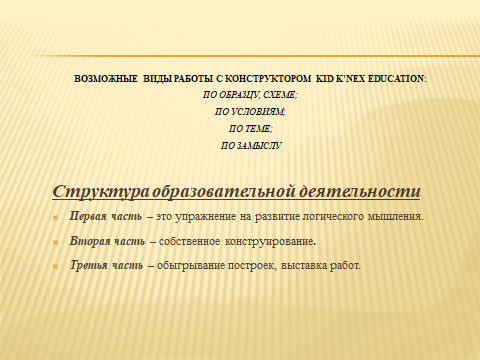 ВОЗМОЖНЫЕ ВИДЫ РАБОТЫ С КОНСТРУКТОРОМ KID K'NEX EDUCATION:
ПО ОБРАЗЦУ, СХЕМЕ;
ПО УСЛОВИЯМ;
ПО ТЕМЕ;
ПО ЗАМЫСЛУ
Структура образовательной деятельности
Первая часть – это упражнение на развитие логического мышления.
Вторая часть – собственное конструирование.
Третья часть – обыгрывание построек, выставка работ.